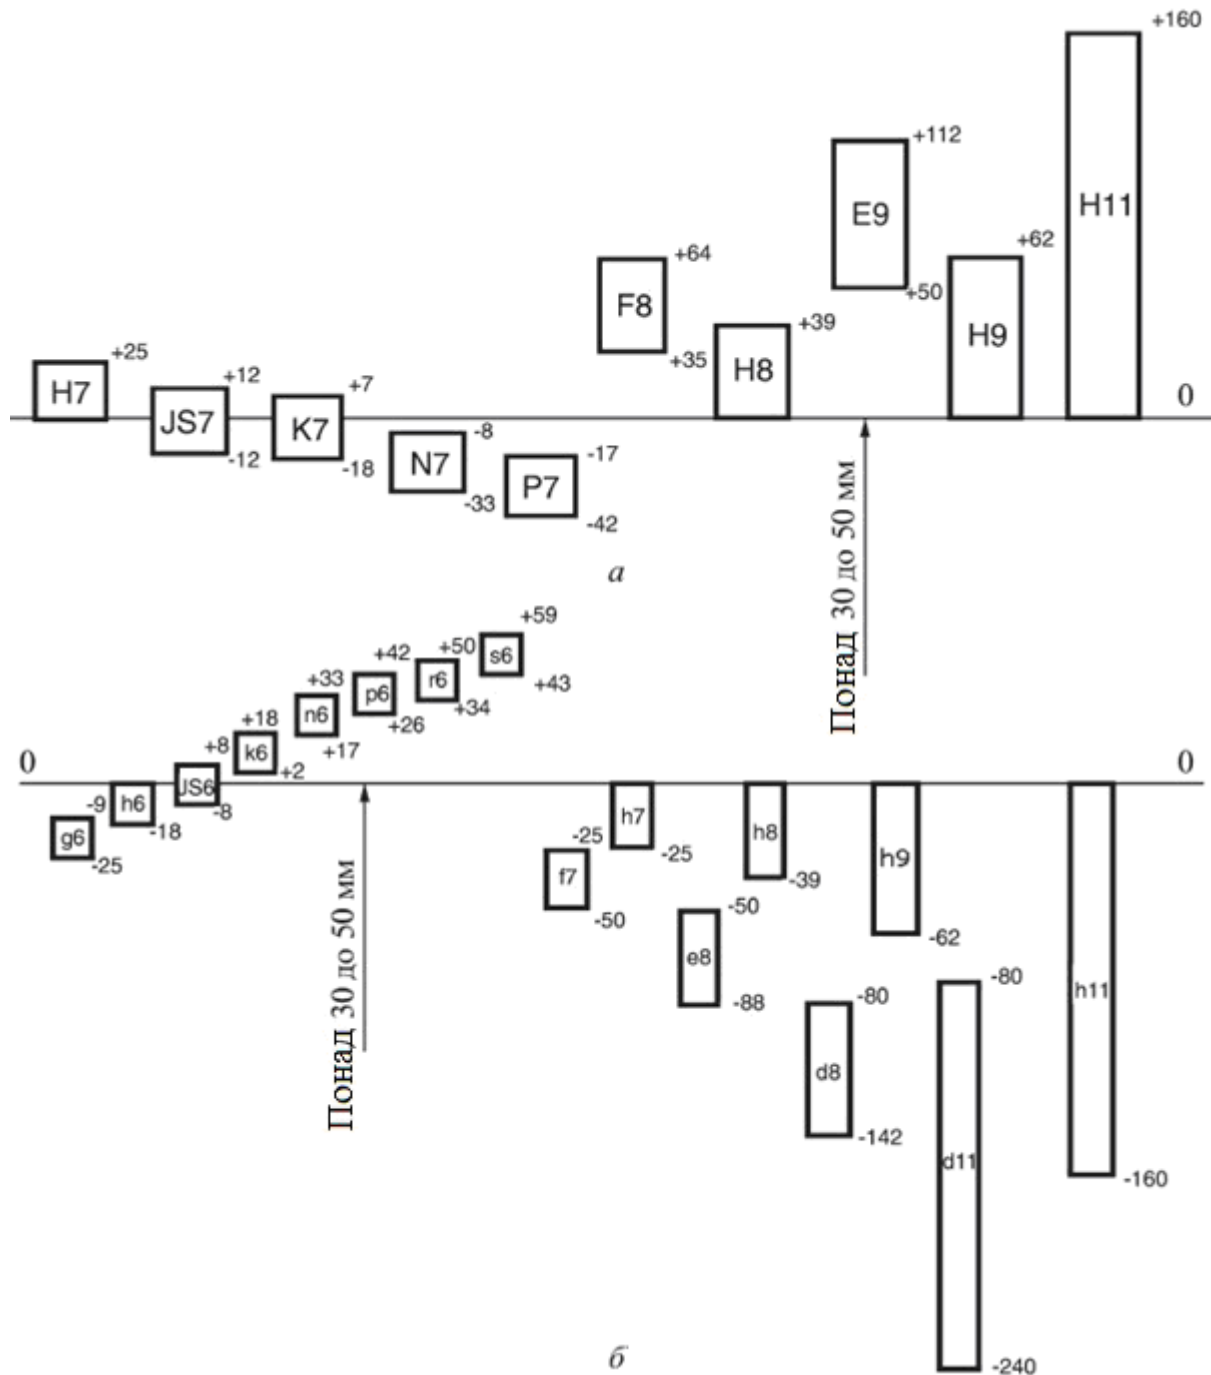 +160
+112
E9
H11
+64
+62
F8
+50
+39
H9
+35
H8
+25
H7
+12
JS7
-12
+7
K7
-18
0
-8
N7
-33
-17
P7
-42
Понад 30 до 50 мм
а
+59
s6
+43
+50
r6
+34
+42
p6
+26
+33
n6
+17
+18
k6
+2
0
+8
JS6
-8
0
-9
h6
-18
g6
-25
h7
-25
h8
-39
h9
-62
-25
f7
-50
-50
e8
-88
-80
d8
-142
-80
d11
-240
h11
-160
Понад 30 до 50 мм
б